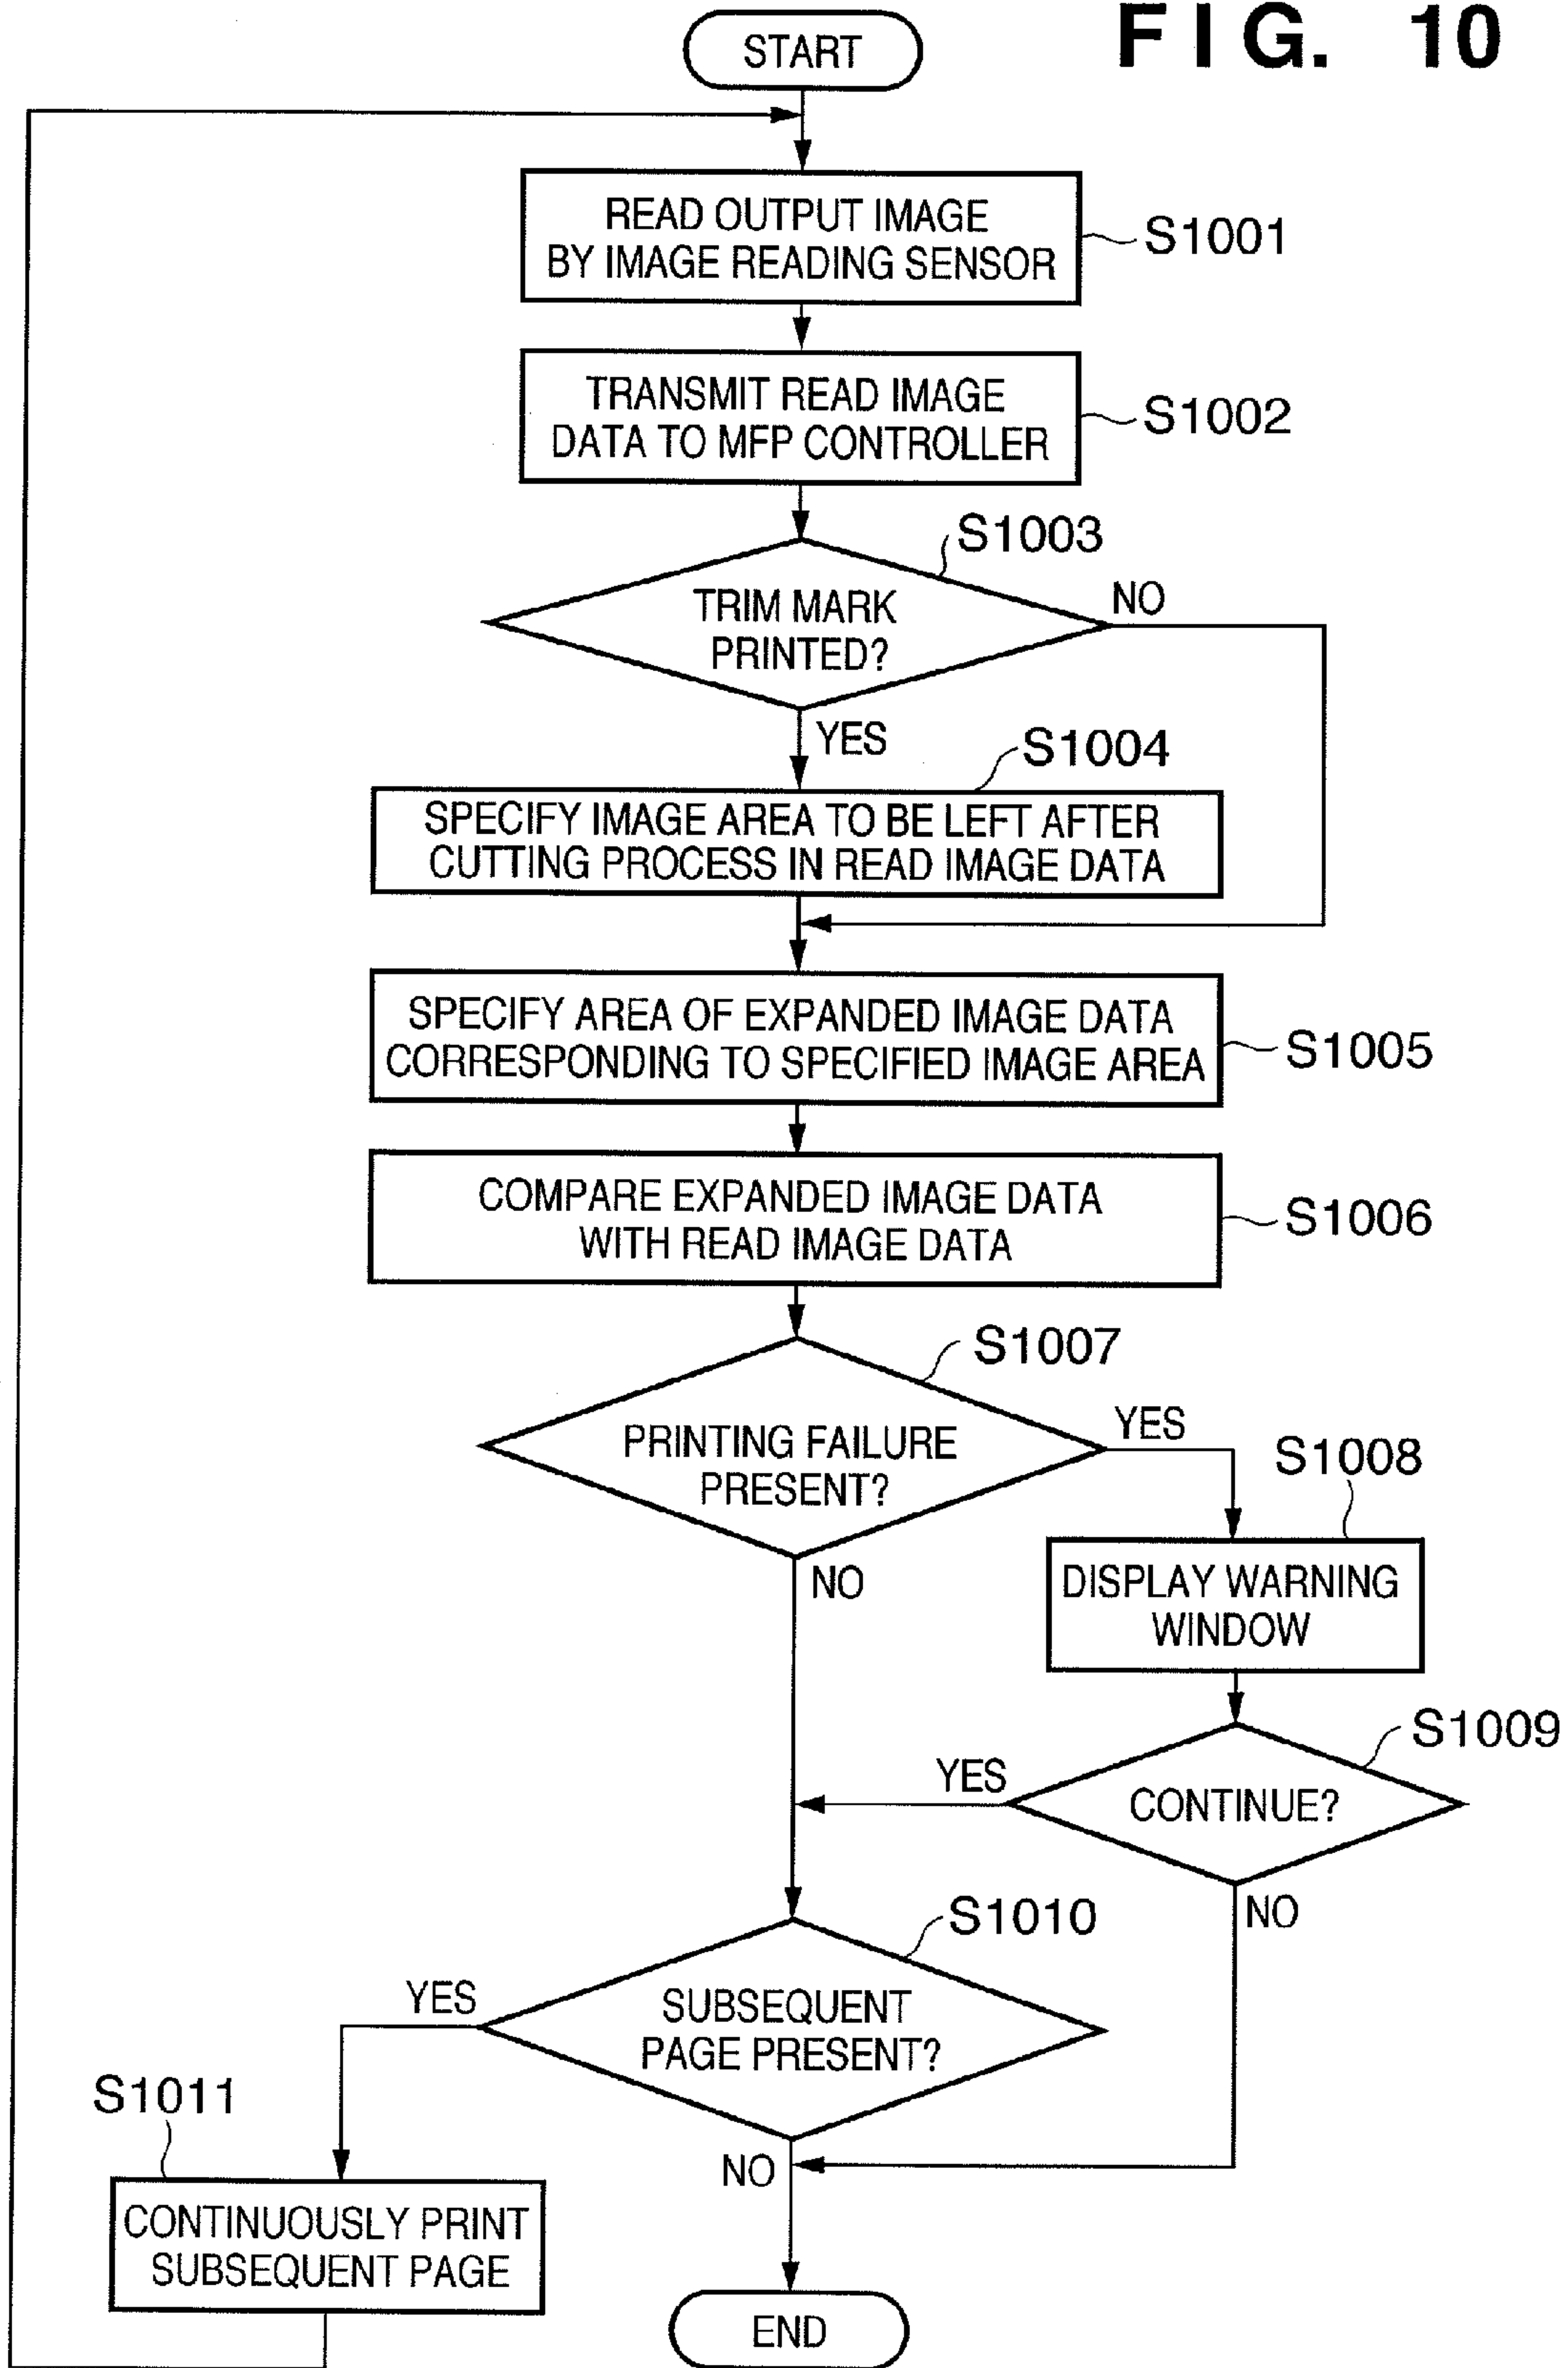 FIG. 10
START
READ OUTPUT IMAGE
BY IMAGE READING SENSOR
S1001
TRANSMIT READ IMAGE
DATA TO MFP CONTROLLER
S1002
S1003
TRIM MARK
PRINTED?
NO
YES
S1004
SPECIFY IMAGE AREA TO BE LEFT AFTER
CUTTING PROCESS IN READ IMAGE DATA
SPECIFY AREA OF EXPANDED IMAGE DATA
CORRESPONDING TO SPECIFIED IMAGE AREA
S1005
COMPARE EXPANDED IMAGE DATA
WITH READ IMAGE DATA
S1006
S1007
PRINTING FAILURE
PRESENT?
YES
NO
S1008
DISPLAY WARNING
WINDOW
S1009
CONTINUE?
YES
NO
S1010
SUBSEQUENT
PAGE PRESENT?
YES
NO
S1011
CONTINUOUSLY PRINT
SUBSEQUENT PAGE
END